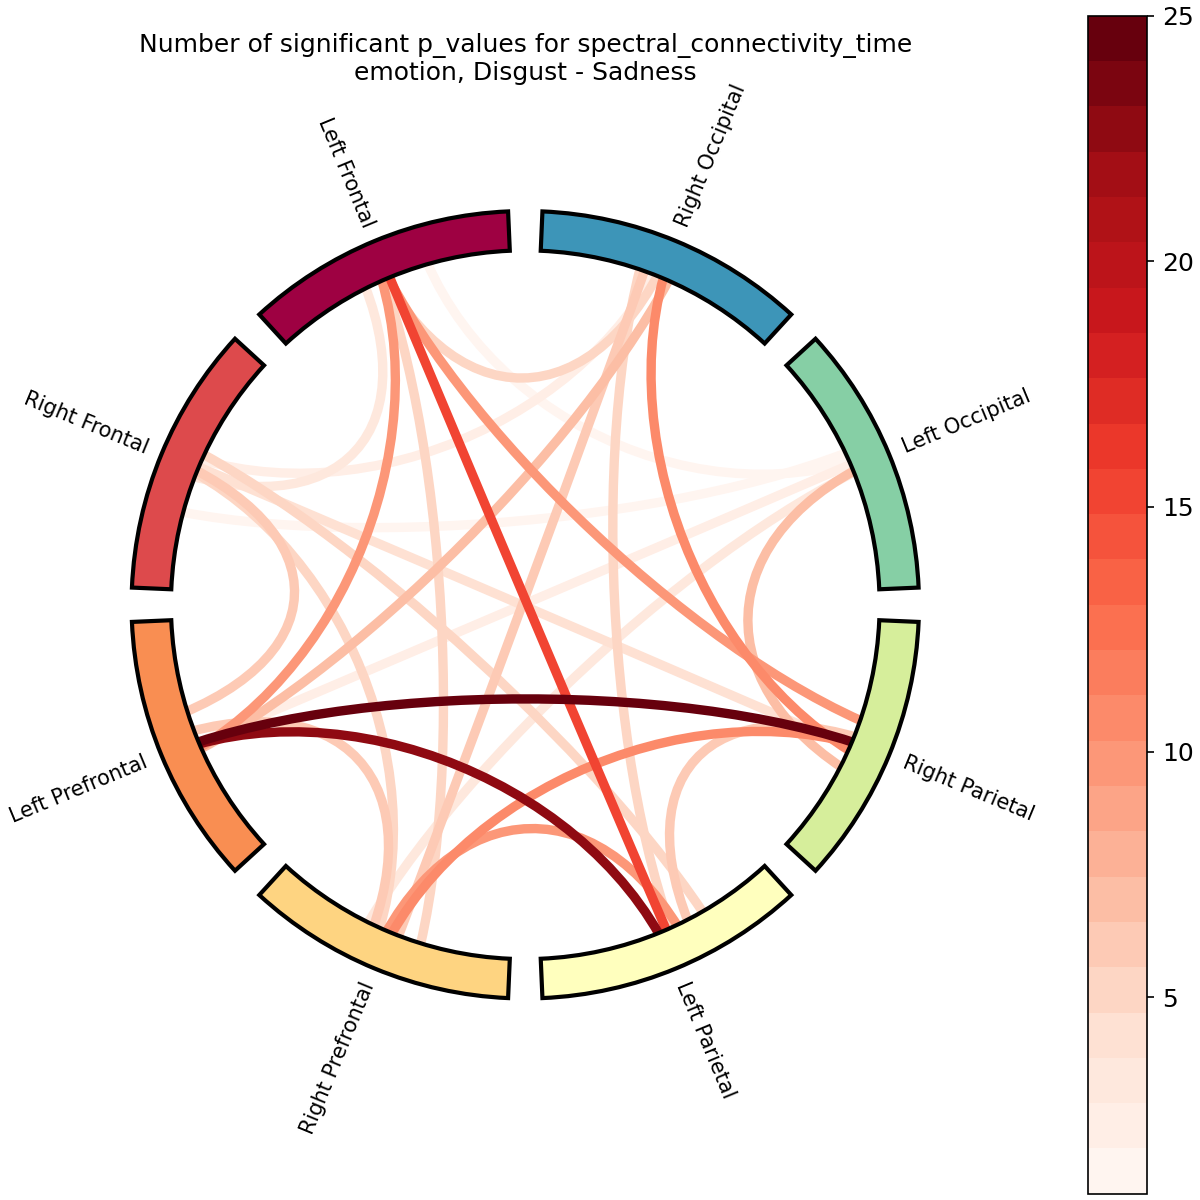 Number of significant p_values for spectral_connectivity_time
emotion, Disgust - Sadness
Left Frontal
Right Occipital
Right Frontal
Left Occipital
Left Prefrontal
Right Parietal
Right Prefrontal
Left Parietal
25
20
15
10
5